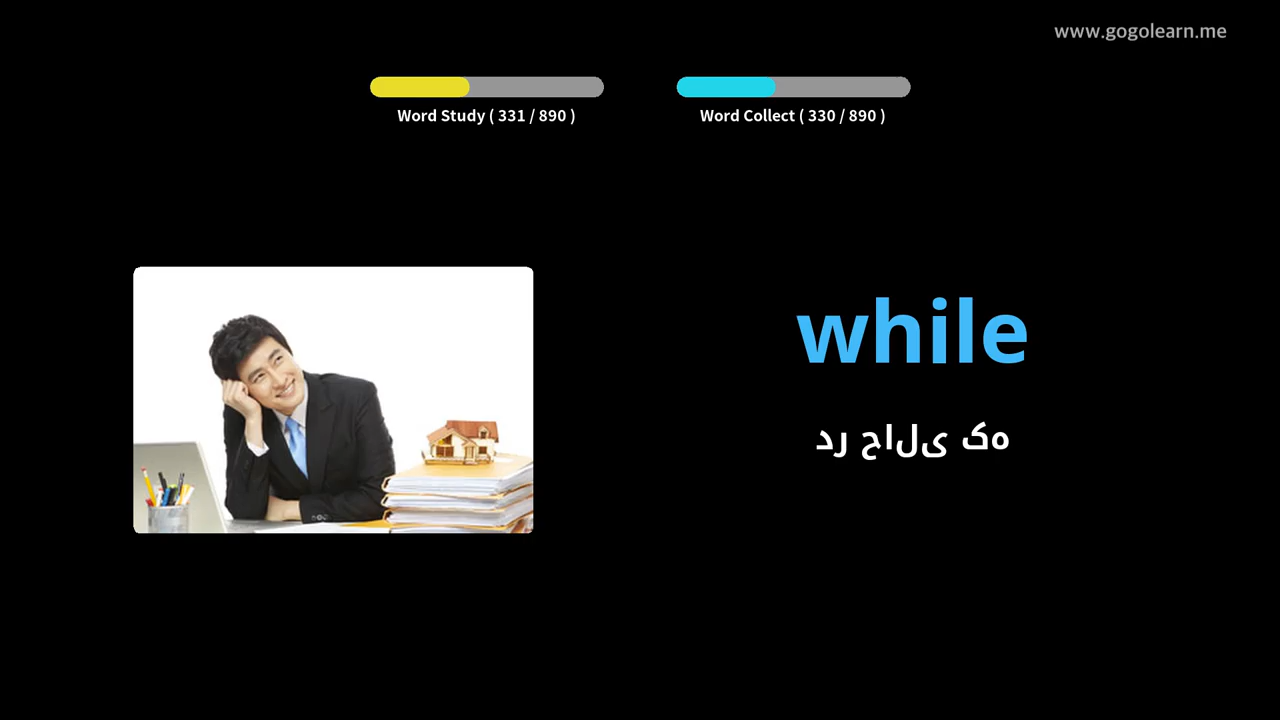 www.gogolearn.me
Word Study ( 331 / 890 )
Word Collect ( 330 / 890 )
while
در حالی که